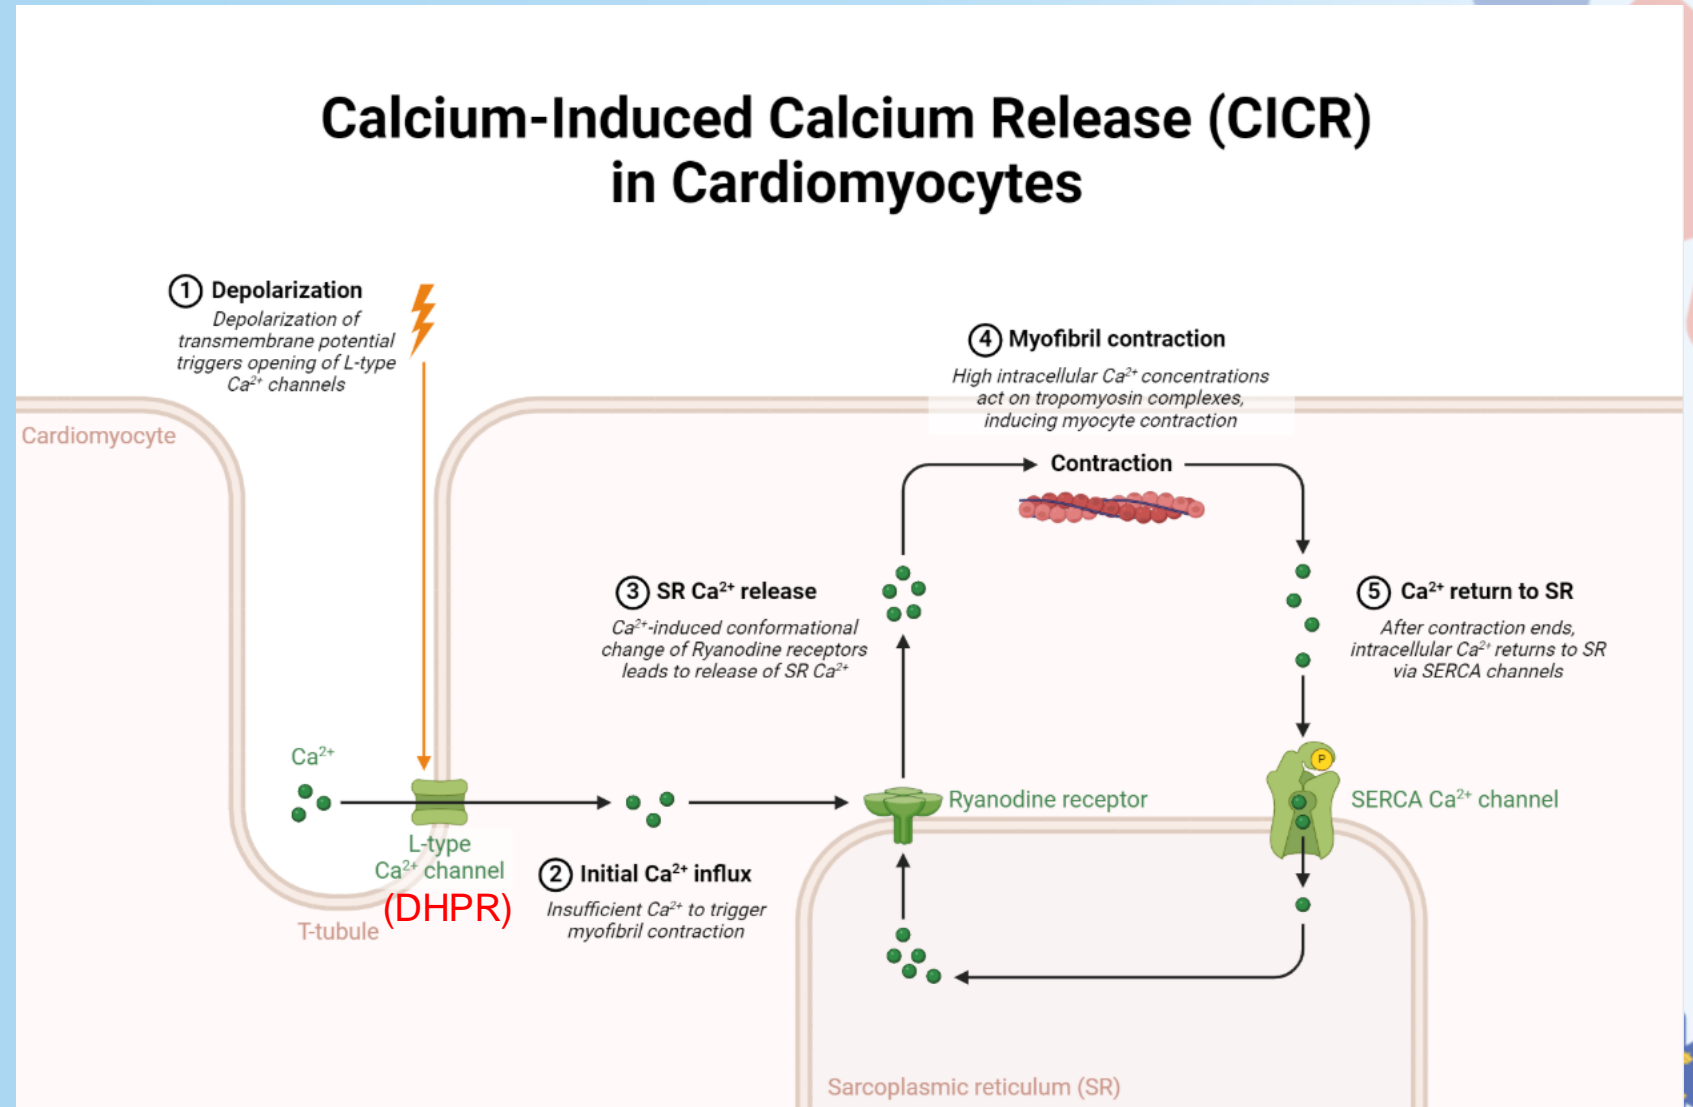 Calcium-Induced Calcium Release (CICR)
in Cardiomyocytes
① Depolarization
Depolarization of
transmembrane potential
triggers opening of L-type
Ca²⁺ channels
④ Myofibril contraction
High intracellular Ca²⁺ concentrations
act on tropomyosin complexes,
inducing myocyte contraction
Cardiomyocyte
Contraction
③ SR Ca²⁺ release
Ca²⁺-induced conformational
change of Ryanodine receptors
leads to release of SR Ca²⁺
⑤ Ca²⁺ return to SR
After contraction ends,
intracellular Ca²⁺ returns to SR
via SERCA channels
Ca²⁺
P
Ryanodine receptor
SERCA Ca²⁺ channel
L-type
Ca²⁺ channel
(DHPR)
② Initial Ca²⁺ influx
Insufficient Ca²⁺ to trigger
myofibril contraction
T-tubule
Sarcoplasmic reticulum (SR)